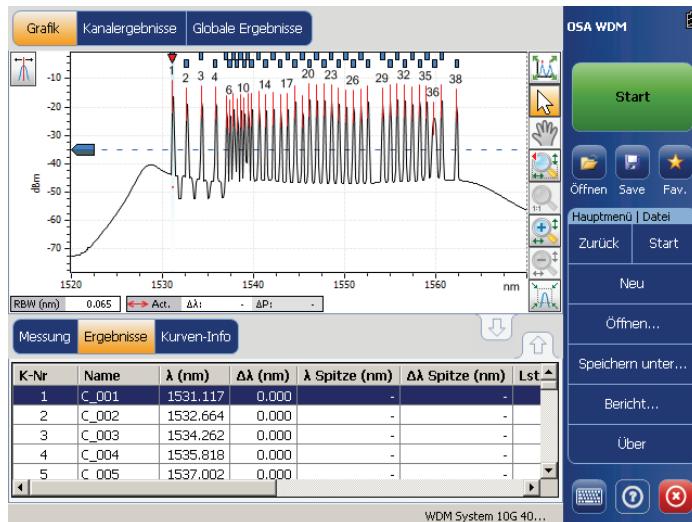 Grafik Kanalergebnisse Globale Ergebnisse
OSA WDM
1 2 3 4 6 10 14 17 20 23 26 29 32 35 36 38
-10
-20
-30
-40
-50
-60
-70
dBm
1520 1530 1540 1550 1560 nm
1:1
RBW (nm) 0.065 Act. Δλ: - ΔP: -
Messung Ergebnisse Kurven-Info
K-Nr Name λ (nm) Δλ (nm) λ Spitze (nm) Δλ Spitze (nm) Lst
1 C_001 1531.117 0.000 - -
2 C_002 1532.664 0.000 - -
3 C_003 1534.262 0.000 - -
4 C_004 1535.818 0.000 - -
5 C_005 1537.002 0.000 - -
WDM System 10G 40...
Start
Öffnen Save Fav.
Hauptmenü | Datei
Zurück Start
Neu
Öffnen...
Speichern unter...
Bericht...
Über
?